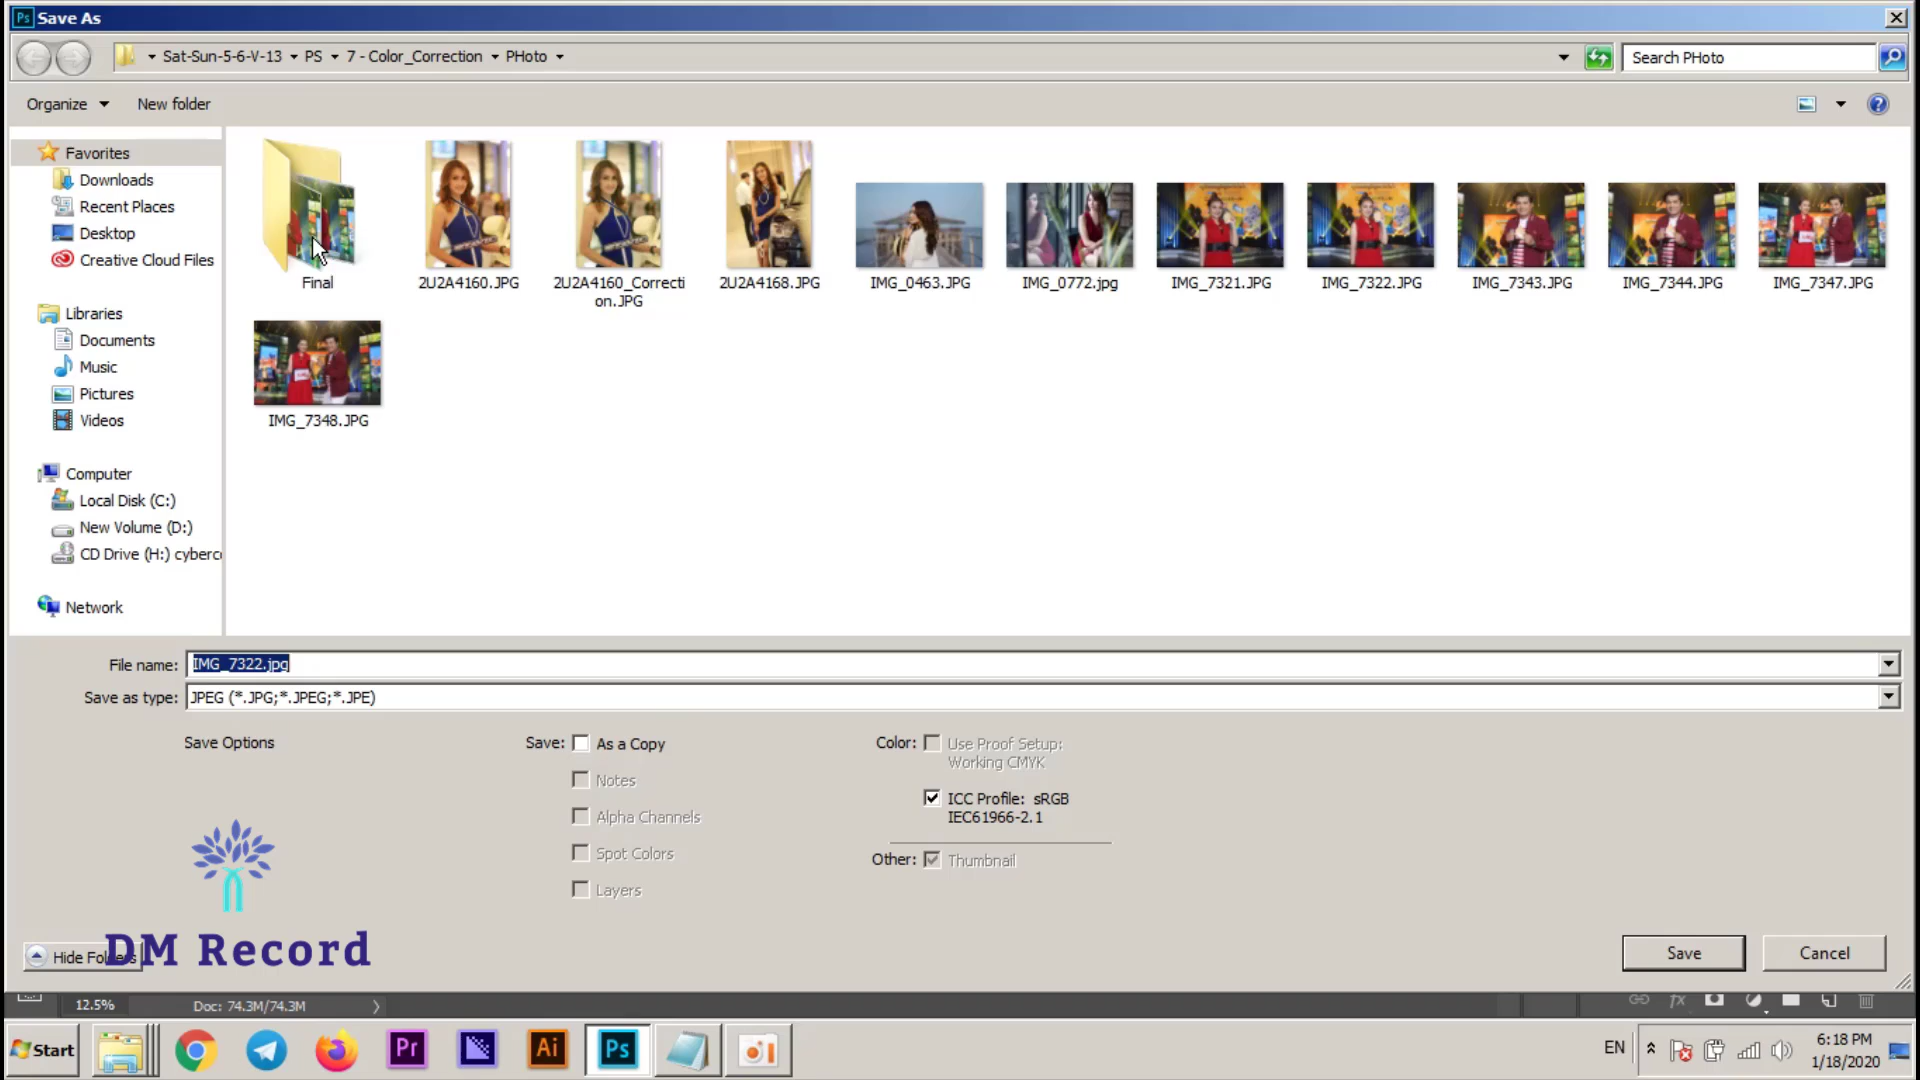 Ps Save As
Sat-Sun-5-6-V-13 PS 7 - Color_Correction PHoto
Search PHoto
Organize New folder
Favorites
Downloads
Recent Places
Desktop
Creative Cloud Files
Libraries
Documents
Music
Pictures
Videos
Computer
Local Disk (C:)
New Volume (D:)
CD Drive (H:) cyberc
Network
Final
2U2A4160.JPG
2U2A4160_Correcti
on.JPG
2U2A4168.JPG
IMG_0463.JPG
IMG_0772.jpg
IMG_7321.JPG
IMG_7322.JPG
IMG_7343.JPG
IMG_7344.JPG
IMG_7347.JPG
IMG_7348.JPG
File name: IMG_7322.jpg
Save as type: JPEG (*.JPG;*.JPEG;*.JPE)
Save Options
Save: As a Copy
Notes
Alpha Channels
Spot Colors
Layers
Color: Use Proof Setup:
Working CMYK
ICC Profile: sRGB
IEC61966-2.1
Other: Thumbnail
Hide Folders
DM Record
Save Cancel
12.5% Doc: 74.3M/74.3M
fx
Start Pr Ai Ps
EN
6:18 PM
1/18/2020